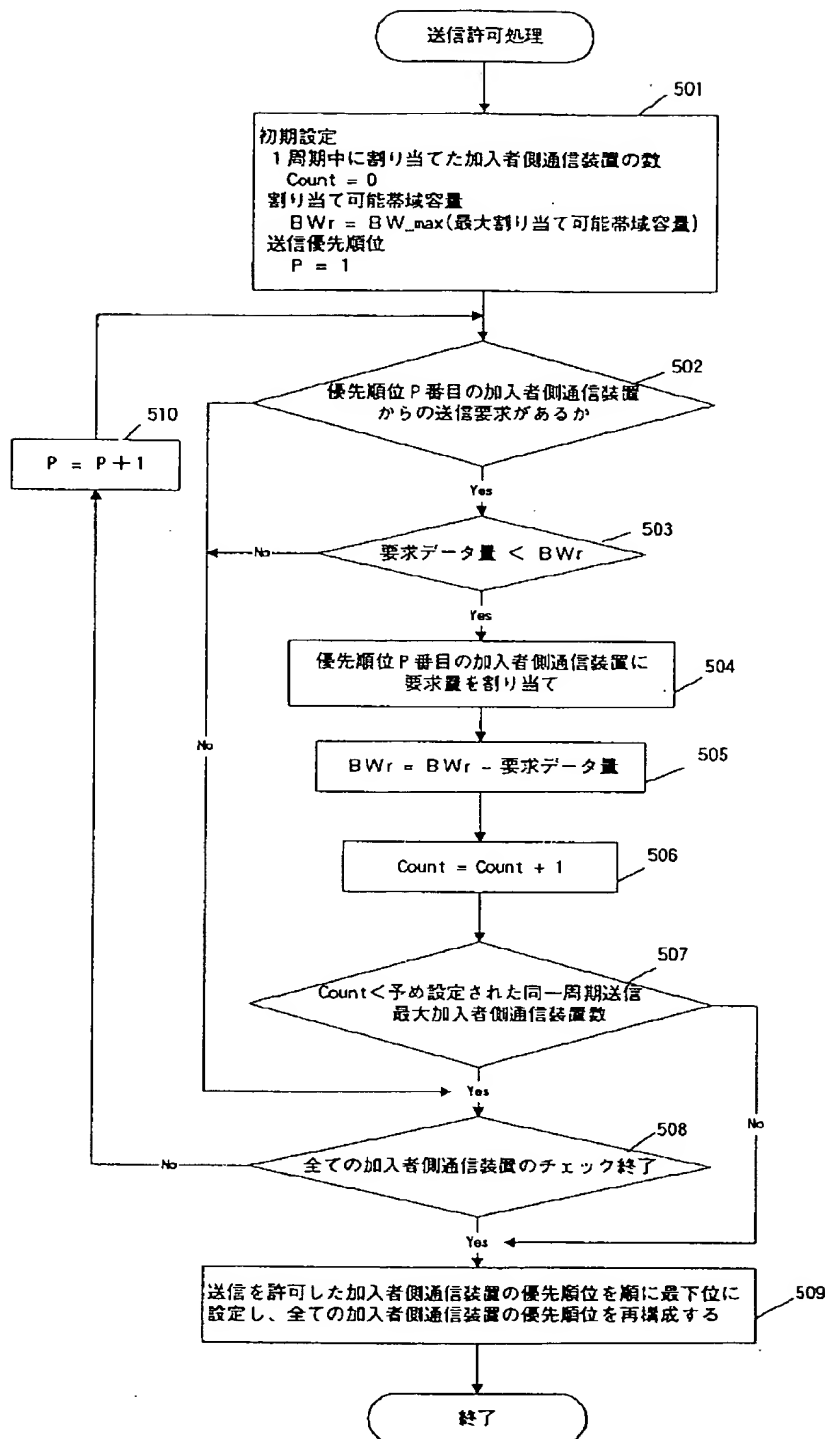 送信許可処理
501
初期設定
１周期中に割り当てた加入者側通信装置の数
Count = 0
割り当て可能帯域容量
ＢＷr = ＢＷ_max(最大割り当て可能帯域容量)
送信優先順位
Ｐ = 1
502
優先順位Ｐ番目の加入者側通信装置
からの送信要求があるか
510
Ｐ = Ｐ＋1
Yes
503
要求データ量 < ＢＷr
No
Yes
優先順位Ｐ番目の加入者側通信装置に
要求量を割り当て
504
No
ＢＷr = ＢＷr − 要求データ量
505
Count = Count + 1
506
507
Count＜予め設定された同一周期送信
最大加入者側通信装置数
Yes
No
508
全ての加入者側通信装置のチェック終了
No
Yes
送信を許可した加入者側通信装置の優先順位を順に最下位に
設定し、全ての加入者側通信装置の優先順位を再構成する
509
終了